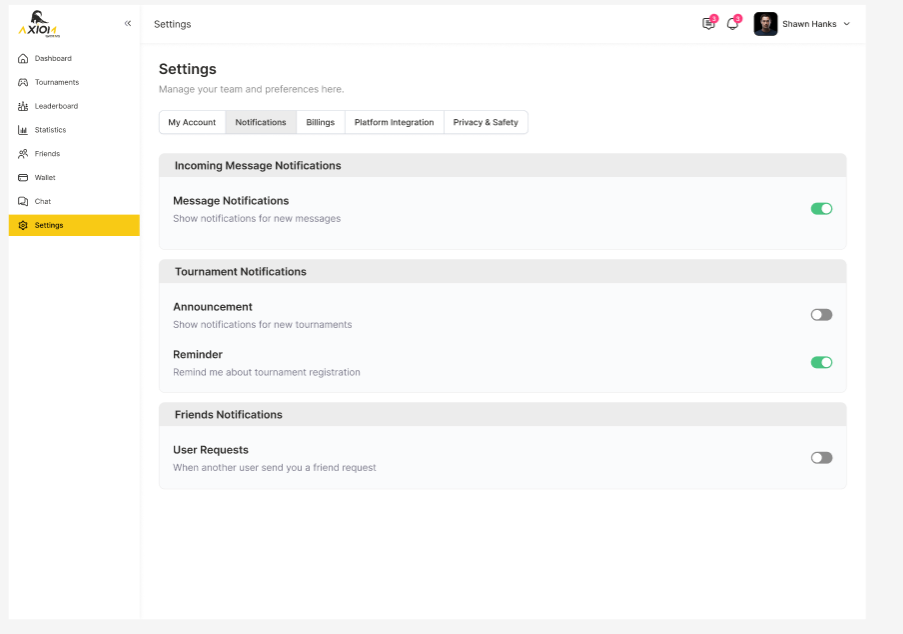 AXIOM
Settings
3
3
Shawn Hanks
Dashboard
Tournaments
Leaderboard
Statistics
Friends
Wallet
Chat
Settings
Settings
Manage your team and preferences here.
My Account
Notifications
Billings
Platform Integration
Privacy & Safety
Incoming Message Notifications
Message Notifications
Show notifications for new messages
Tournament Notifications
Announcement
Show notifications for new tournaments
Reminder
Remind me about tournament registration
Friends Notifications
User Requests
When another user send you a friend request